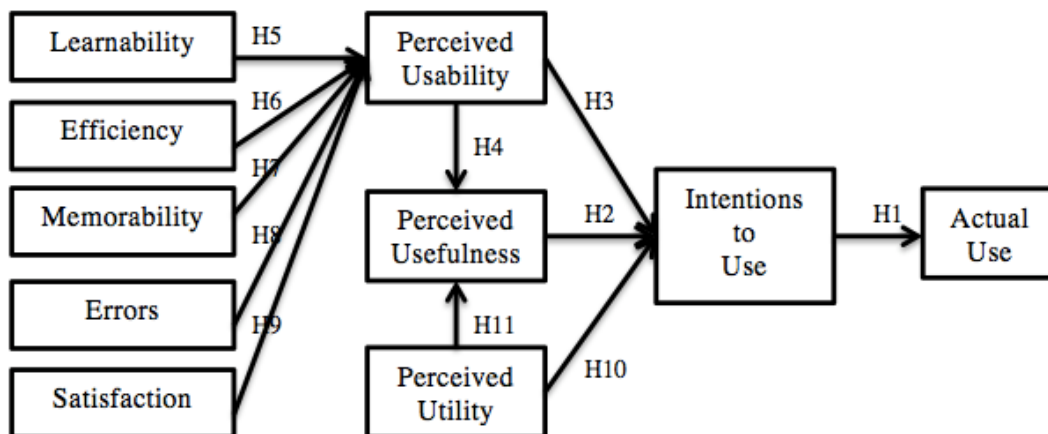 Learnability
Efficiency
Memorability
Errors
Satisfaction
H5
H6
H7
H8
H9
Perceived
Usability
H4
Perceived
Usefulness
H11
Perceived
Utility
H3
H2
H10
Intentions
to
Use
H1
Actual
Use